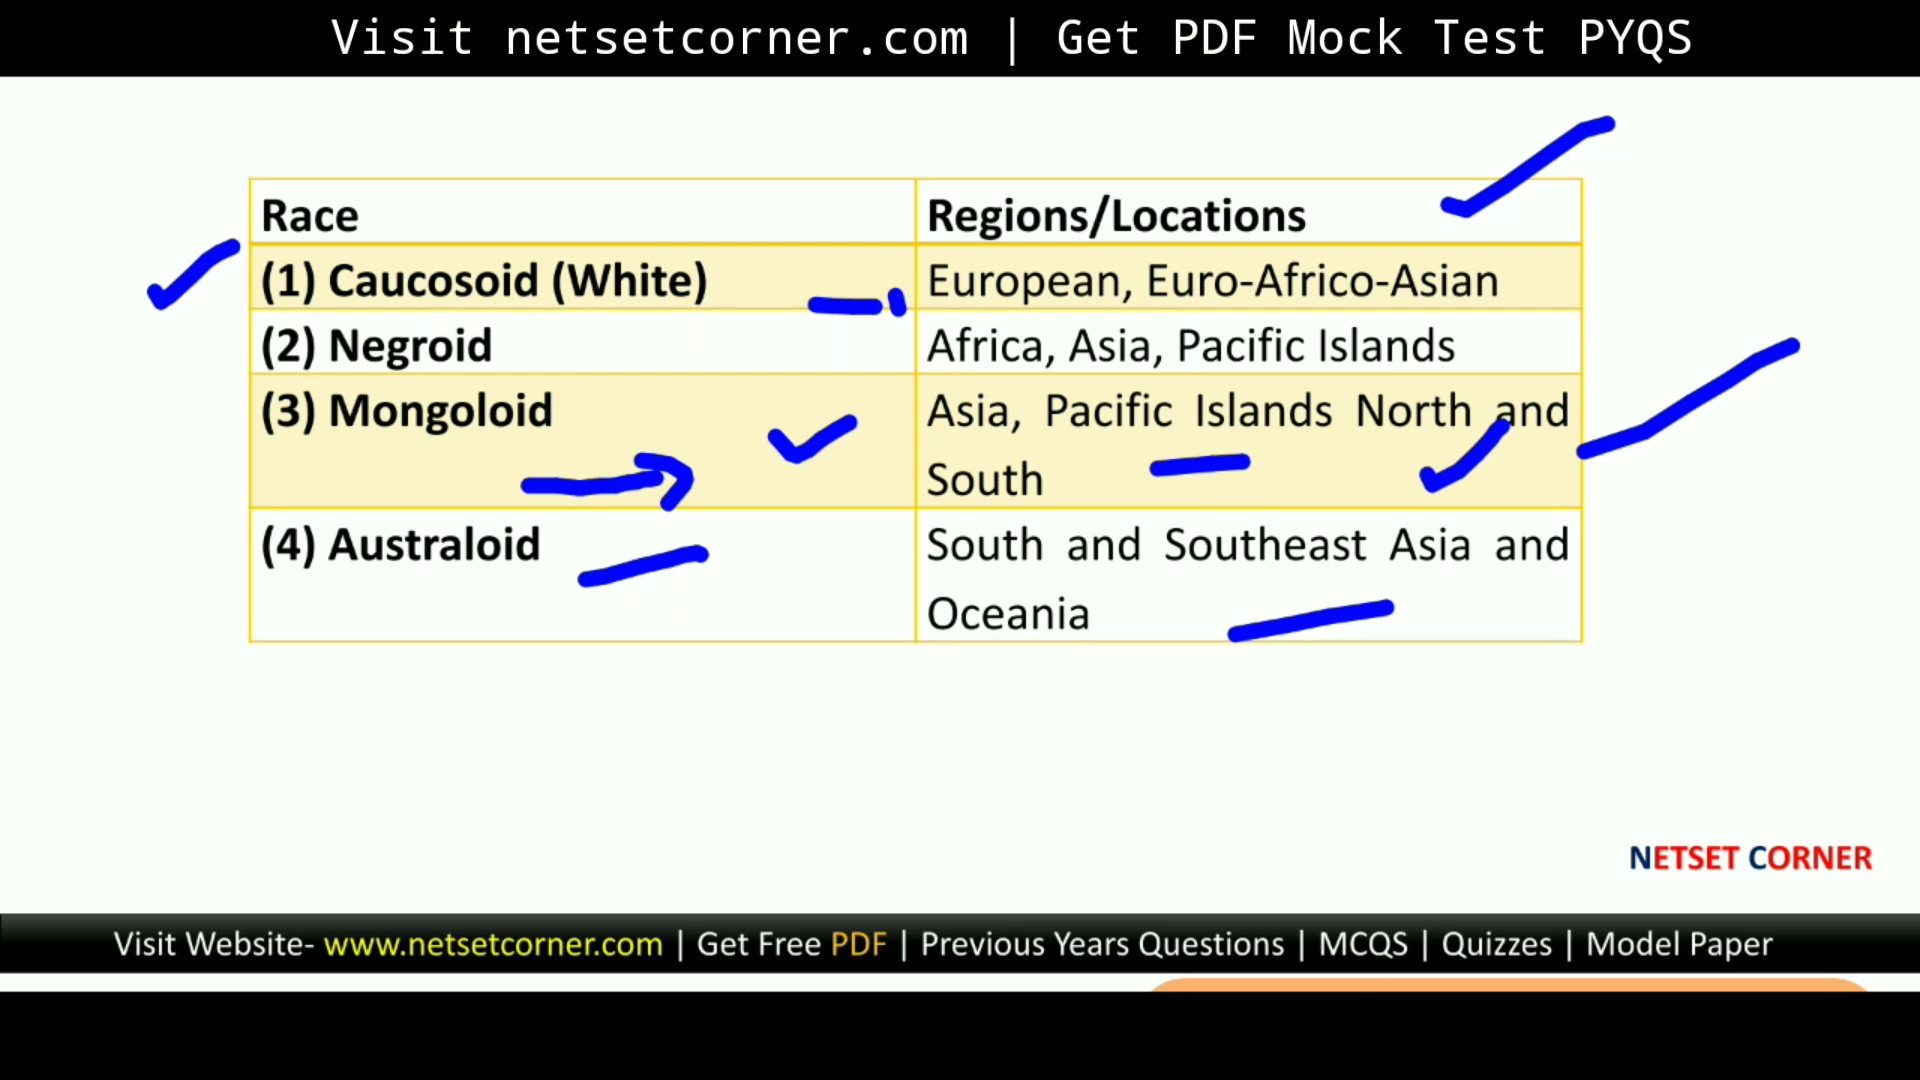 Visit netsetcorner.com | Get PDF Mock Test PYQS
Race
Regions/Locations
(1) Caucosoid (White)
European, Euro-Africo-Asian
(2) Negroid
Africa, Asia, Pacific Islands
(3) Mongoloid
Asia, Pacific Islands North and
South
(4) Australoid
South and Southeast Asia and
Oceania
NETSET CORNER
Visit Website- www.netsetcorner.com | Get Free PDF | Previous Years Questions | MCQS | Quizzes | Model Paper